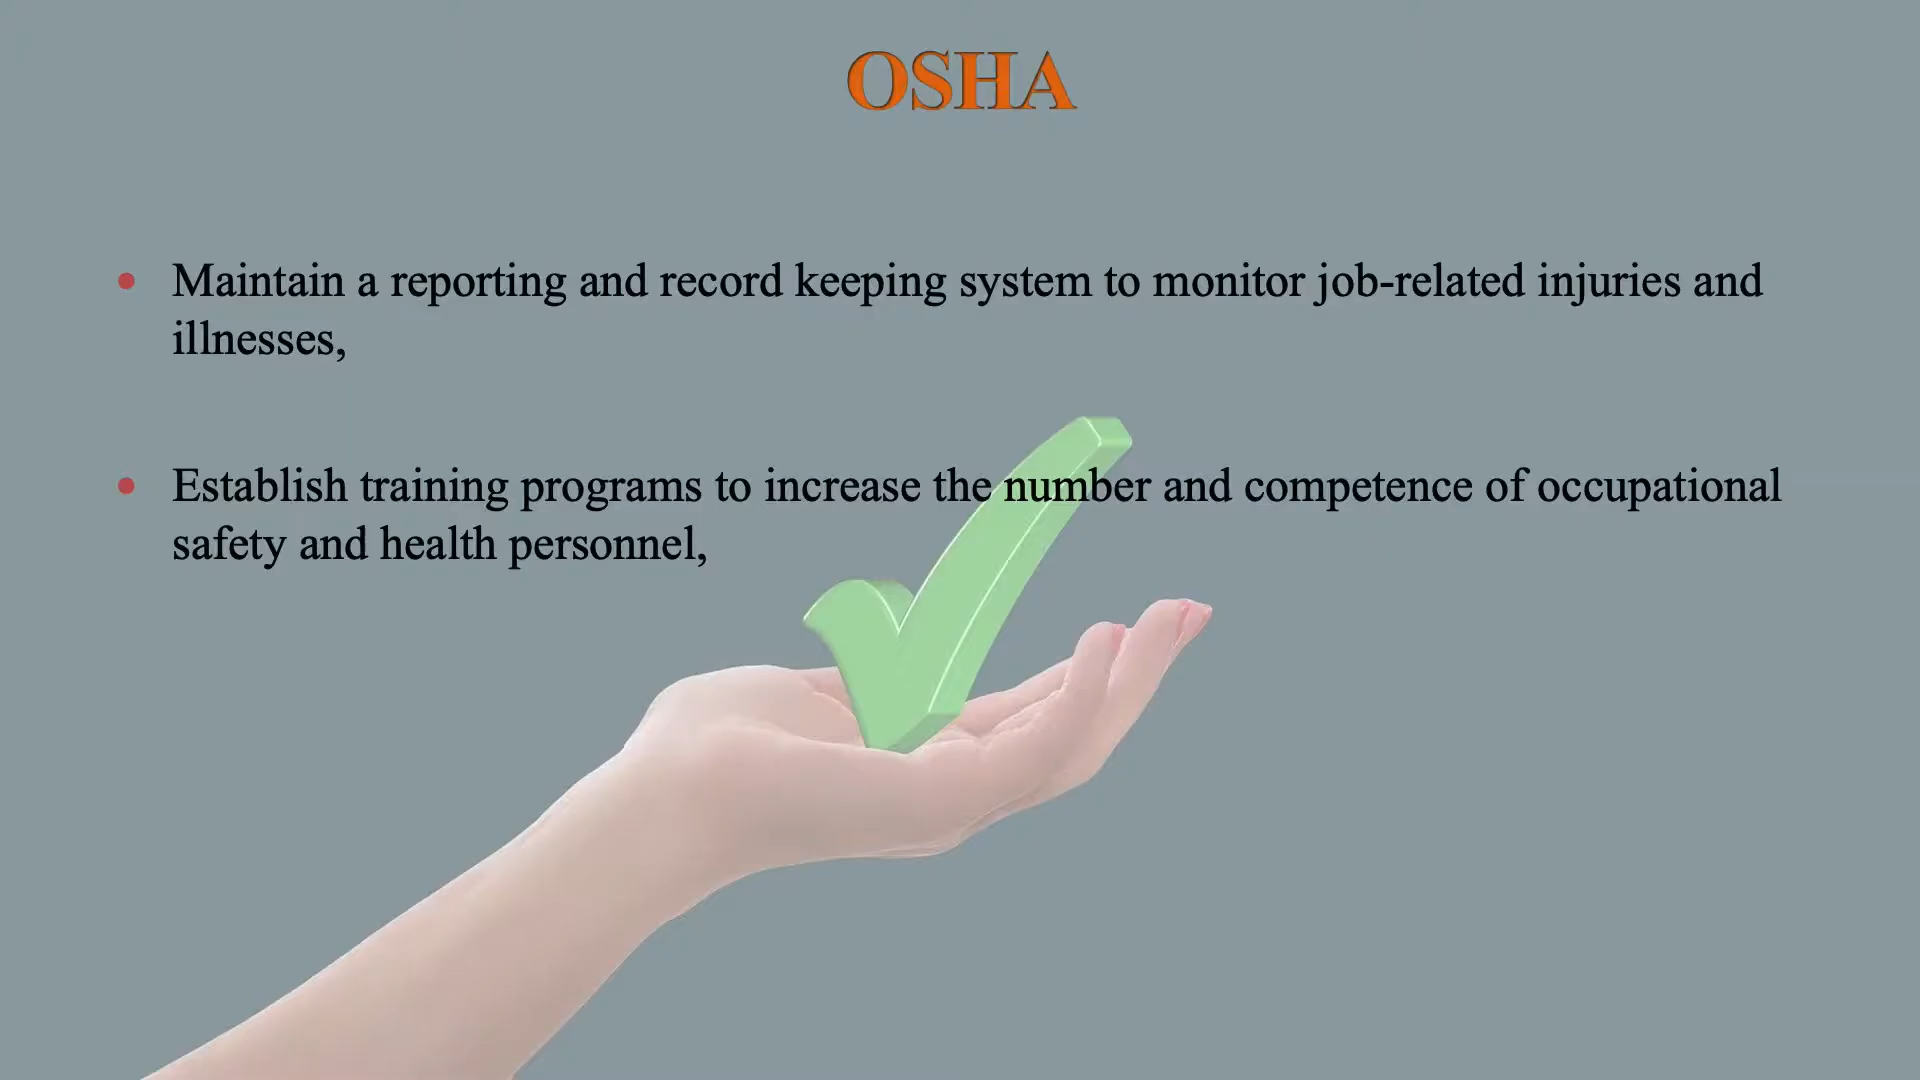 OSHA
Maintain a reporting and record keeping system to monitor job-related injuries and
illnesses,
Establish training programs to increase the number and competence of occupational
safety and health personnel,